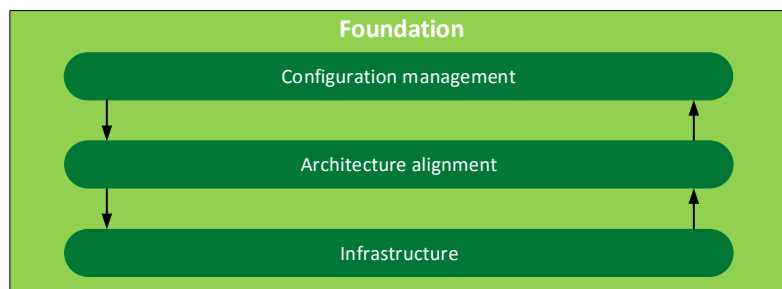 Foundation
Configuration management
Architecture alignment
Infrastructure